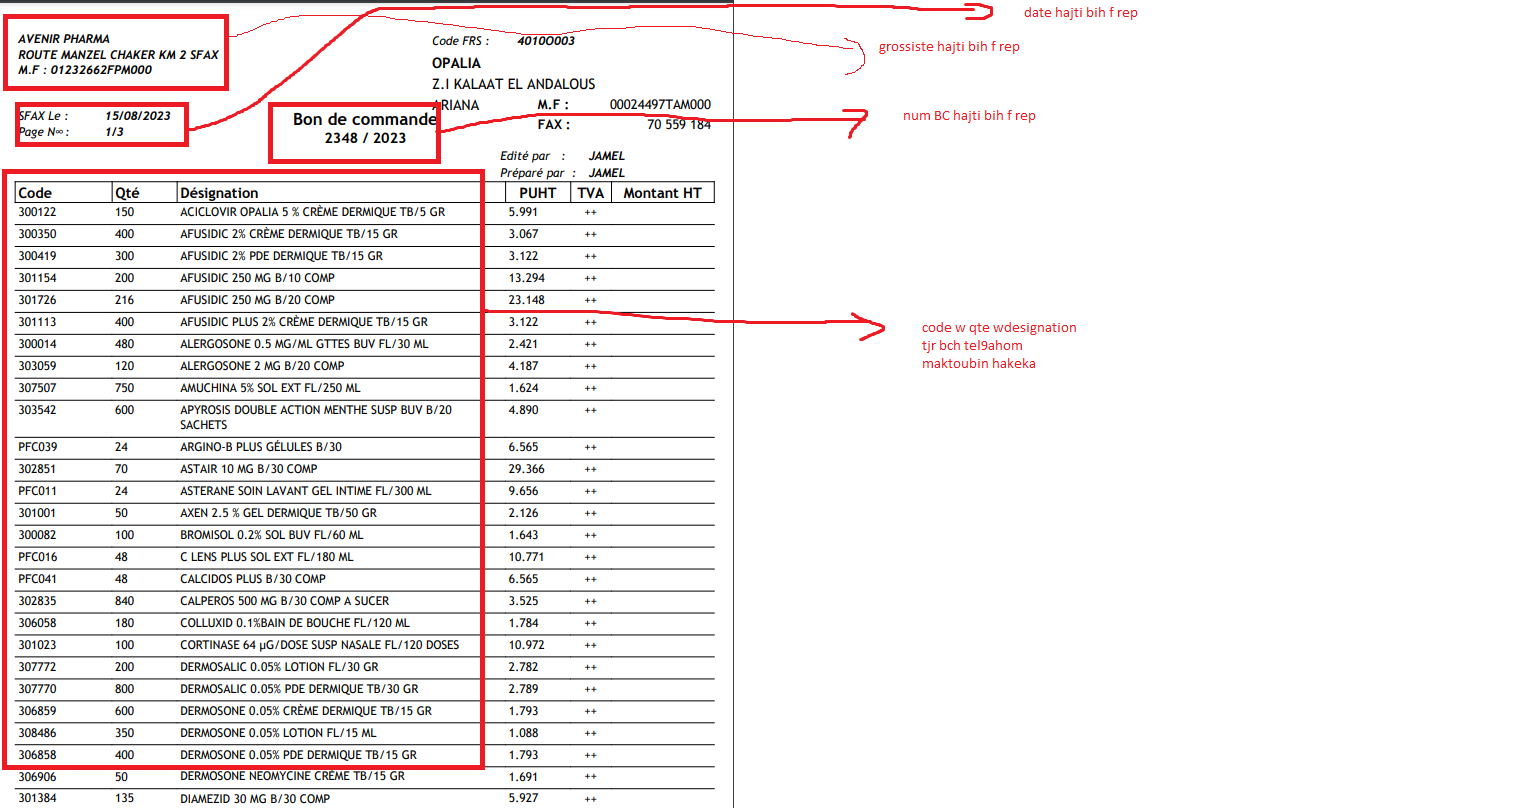 date hajti bih f rep
AVENIR PHARMA
ROUTE MANZEL CHAKER KM 2 SFAX
M.F : 01232662FPM000
Code FRS : 4010O003
grossiste hajti bih f rep
OPALIA
Z.I KALAAT EL ANDALOUS
ARIANA M.F : 00024497TAM000
FAX : 70 559 184
SFAX Le : 15/08/2023
Page N∞ : 1/3
Bon de commande
2348 / 2023
num BC hajti bih f rep
Edité par : JAMEL
Préparé par : JAMEL
Code Qté Désignation PUHT TVA Montant HT
300122 150 ACICLOVIR OPALIA 5 % CRÈME DERMIQUE TB/5 GR 5.991 ++
300350 400 AFUSIDIC 2% CRÈME DERMIQUE TB/15 GR 3.067 ++
300419 300 AFUSIDIC 2% PDE DERMIQUE TB/15 GR 3.122 ++
301154 200 AFUSIDIC 250 MG B/10 COMP 13.294 ++
301726 216 AFUSIDIC 250 MG B/20 COMP 23.148 ++
301113 400 AFUSIDIC PLUS 2% CRÈME DERMIQUE TB/15 GR 3.122 ++
300014 480 ALERGOSONE 0.5 MG/ML GTTES BUV FL/30 ML 2.421 ++
303059 120 ALERGOSONE 2 MG B/20 COMP 4.187 ++
307507 750 AMUCHINA 5% SOL EXT FL/250 ML 1.624 ++
303542 600 APYROSIS DOUBLE ACTION MENTHE SUSP BUV B/20 4.890 ++
SACHETS
PFC039 24 ARGINO-B PLUS GÉLULES B/30 6.565 ++
302851 70 ASTAIR 10 MG B/30 COMP 29.366 ++
PFC011 24 ASTERANE SOIN LAVANT GEL INTIME FL/300 ML 9.656 ++
301001 50 AXEN 2.5 % GEL DERMIQUE TB/50 GR 2.126 ++
300082 100 BROMISOL 0.2% SOL BUV FL/60 ML 1.643 ++
PFC016 48 C LENS PLUS SOL EXT FL/180 ML 10.771 ++
PFC041 48 CALCIDOS PLUS B/30 COMP 6.565 ++
302835 840 CALPEROS 500 MG B/30 COMP A SUCER 3.525 ++
306058 180 COLLUXID 0.1%BAIN DE BOUCHE FL/120 ML 1.784 ++
301023 100 CORTINASE 64 µG/DOSE SUSP NASALE FL/120 DOSES 10.972 ++
307772 200 DERMOSALIC 0.05% LOTION FL/30 GR 2.782 ++
307770 800 DERMOSALIC 0.05% PDE DERMIQUE TB/30 GR 2.789 ++
306859 600 DERMOSONE 0.05% CRÈME DERMIQUE TB/15 GR 1.793 ++
308486 350 DERMOSONE 0.05% LOTION FL/15 ML 1.088 ++
306858 400 DERMOSONE 0.05% PDE DERMIQUE TB/15 GR 1.793 ++
306906 50 DERMOSONE NEOMYCINE CRÈME TB/15 GR 1.691 ++
301384 135 DIAMEZID 30 MG B/30 COMP 5.927 ++
code w qte wdesignation
tjr bch tel9ahom
maktoubin hakeka